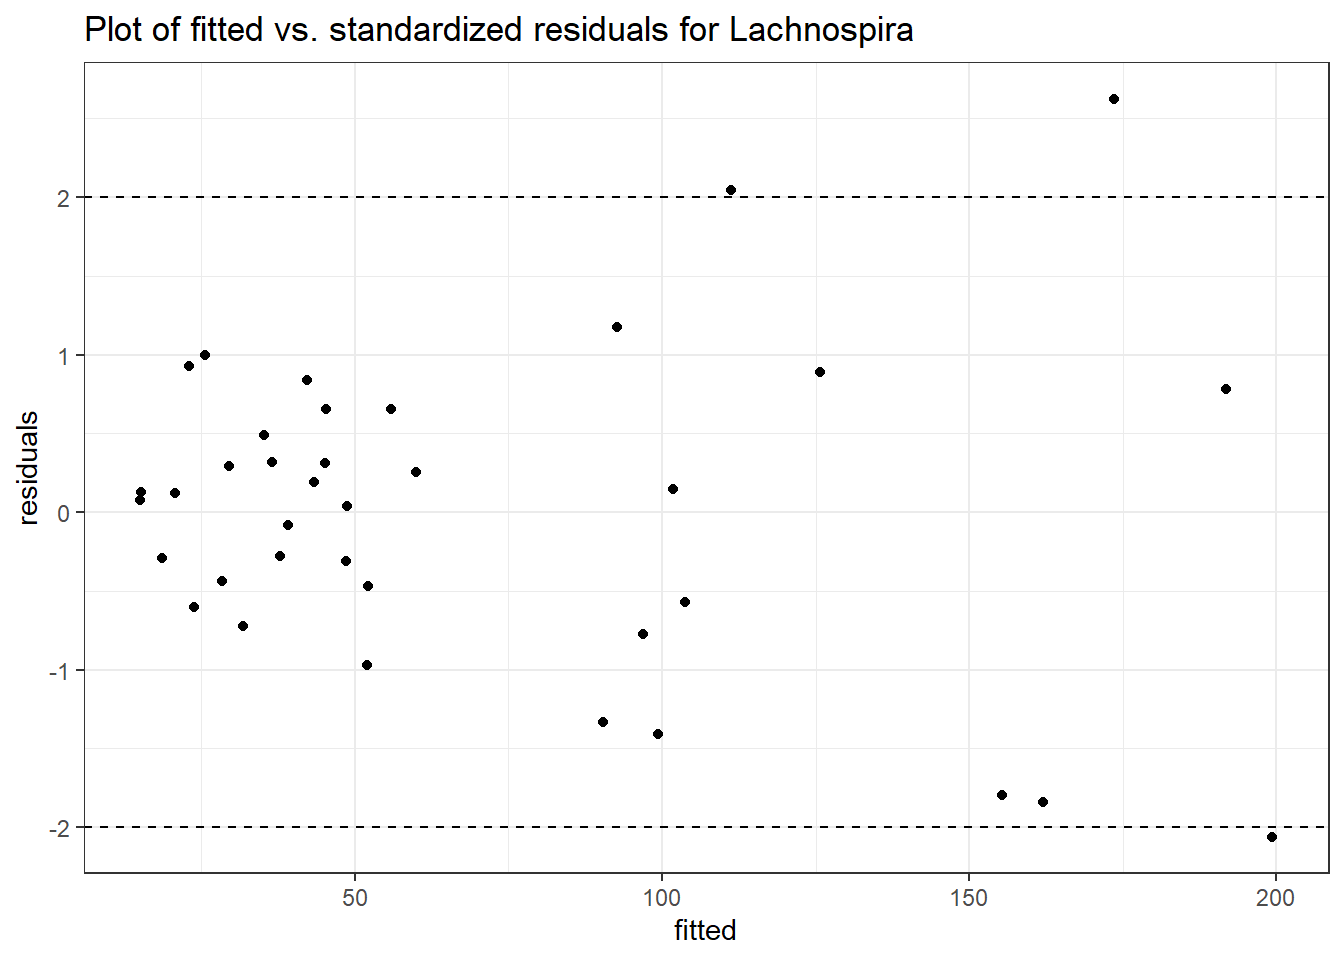 Plot of fitted vs. standardized residuals for Lachnospira
2
1
0
-1
-2
residuals
50 100 150 200
fitted